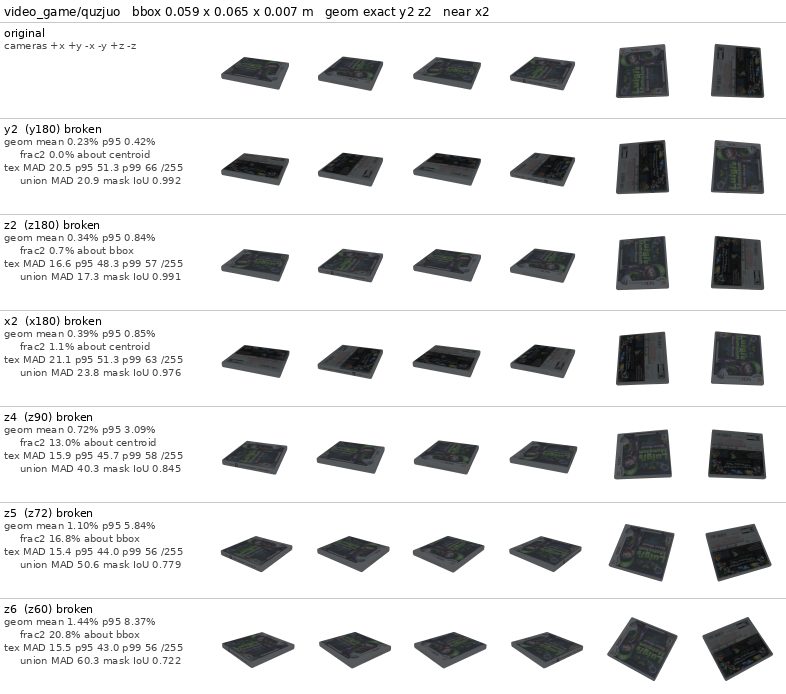 video_game/quzjuo   bbox 0.059 x 0.065 x 0.007 m   geom exact y2 z2   near x2
original
cameras +x +y -x -y +z -z
y2  (y180) broken
geom mean 0.23% p95 0.42%
frac2 0.0% about centroid
tex MAD 20.5 p95 51.3 p99 66 /255
union MAD 20.9 mask IoU 0.992
z2  (z180) broken
geom mean 0.34% p95 0.84%
frac2 0.7% about bbox
tex MAD 16.6 p95 48.3 p99 57 /255
union MAD 17.3 mask IoU 0.991
x2  (x180) broken
geom mean 0.39% p95 0.85%
frac2 1.1% about centroid
tex MAD 21.1 p95 51.3 p99 63 /255
union MAD 23.8 mask IoU 0.976
z4  (z90) broken
geom mean 0.72% p95 3.09%
frac2 13.0% about centroid
tex MAD 15.9 p95 45.7 p99 58 /255
union MAD 40.3 mask IoU 0.845
z5  (z72) broken
geom mean 1.10% p95 5.84%
frac2 16.8% about bbox
tex MAD 15.4 p95 44.0 p99 56 /255
union MAD 50.6 mask IoU 0.779
z6  (z60) broken
geom mean 1.44% p95 8.37%
frac2 20.8% about bbox
tex MAD 15.5 p95 43.0 p99 56 /255
union MAD 60.3 mask IoU 0.722